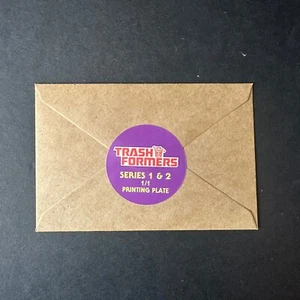 TRASH
FORMERS
SERIES 1 & 2
1/1
PRINTING PLATE